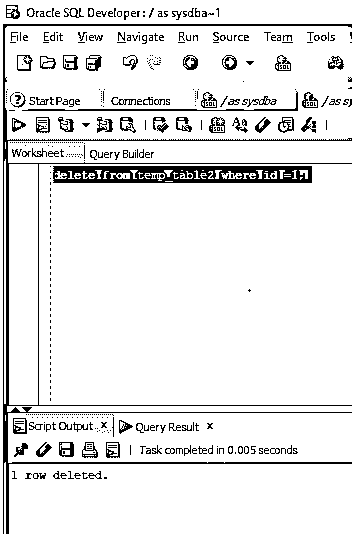 Oracle SQL Developer : / as sysdba~1
File Edit View Navigate Run Source Team Tools
Start Page Connections / as sysdba / as
Worksheet Query Builder
delete from temp_table2 where id =1;
Script Output x Query Result x
Task completed in 0.005 seconds
1 row deleted.